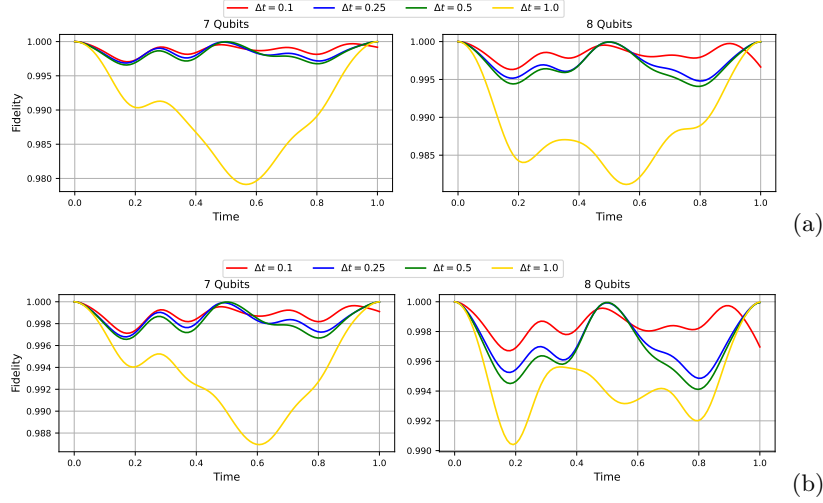 Δt = 0.1 Δt = 0.25 Δt = 0.5 Δt = 1.0
7 Qubits
8 Qubits
Fidelity
1.000
0.995
0.990
0.985
0.980
0.0 0.2 0.4 0.6 0.8 1.0
Time
1.000
0.995
0.990
0.985
0.0 0.2 0.4 0.6 0.8 1.0
Time
(a)
Δt = 0.1 Δt = 0.25 Δt = 0.5 Δt = 1.0
7 Qubits
8 Qubits
Fidelity
1.000
0.998
0.996
0.994
0.992
0.990
0.988
0.0 0.2 0.4 0.6 0.8 1.0
Time
1.000
0.998
0.996
0.994
0.992
0.990
0.0 0.2 0.4 0.6 0.8 1.0
Time
(b)